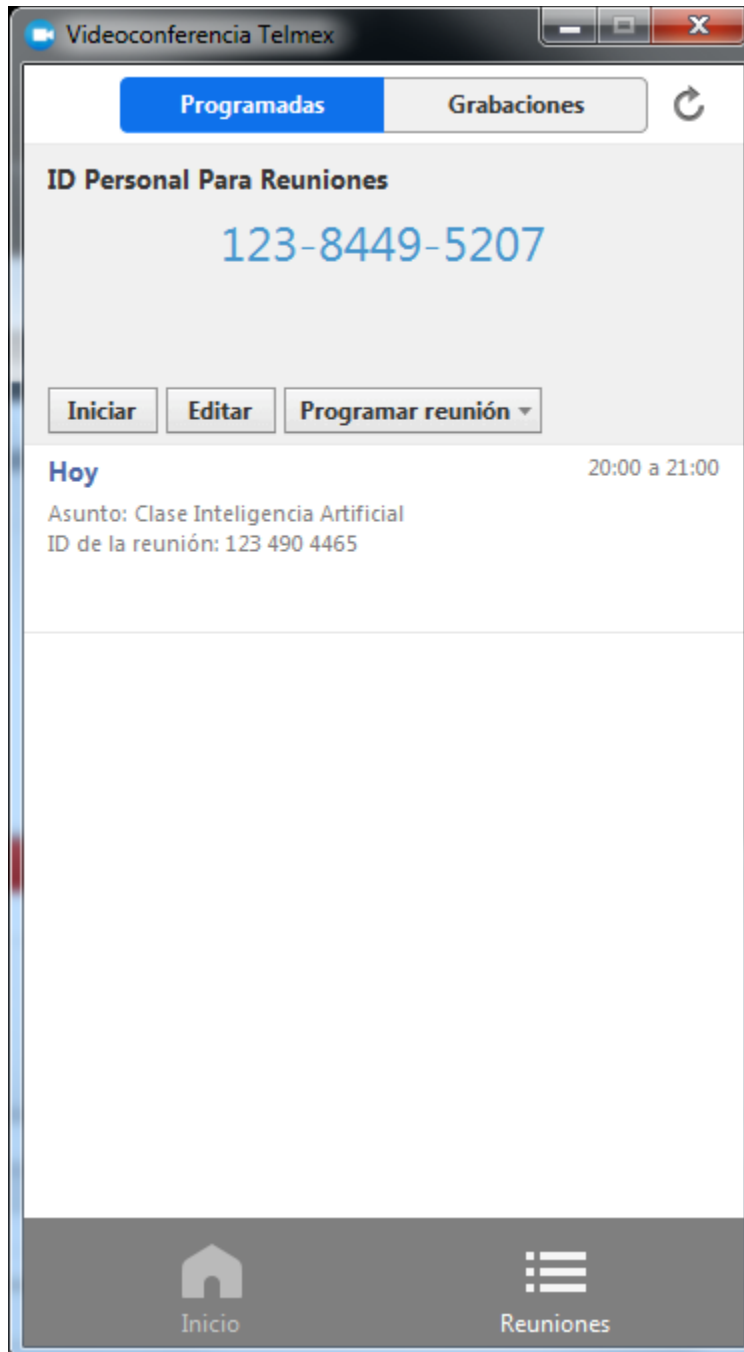 Videoconferencia Telmex
Programadas Grabaciones
ID Personal Para Reuniones
123-8449-5207
Iniciar Editar Programar reunión
Hoy 20:00 a 21:00
Asunto: Clase Inteligencia Artificial
ID de la reunión: 123 490 4465
Inicio Reuniones